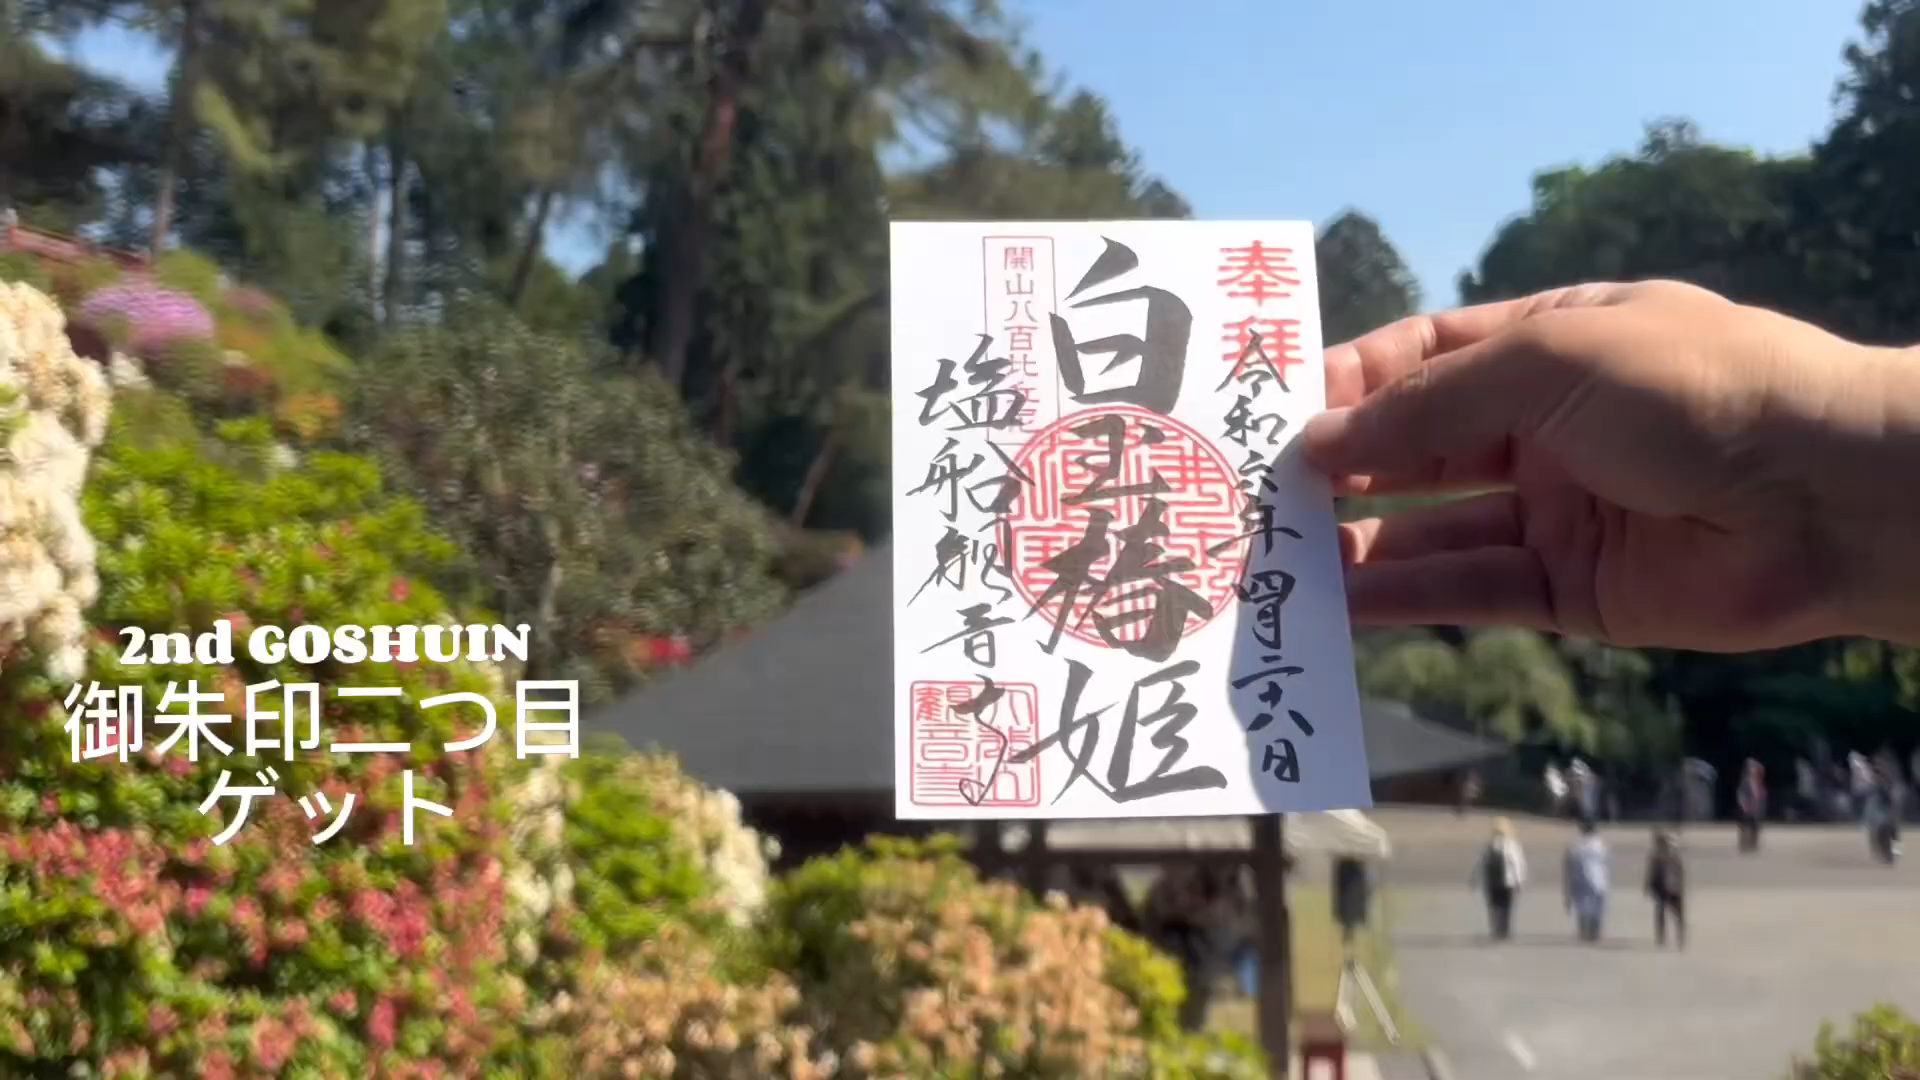 2nd GOSHUIN
御朱印二つ目
ゲット
奉拝
令和六年四月二十八日
白玉椿姫
開山八百比丘尼
塩船観音寺